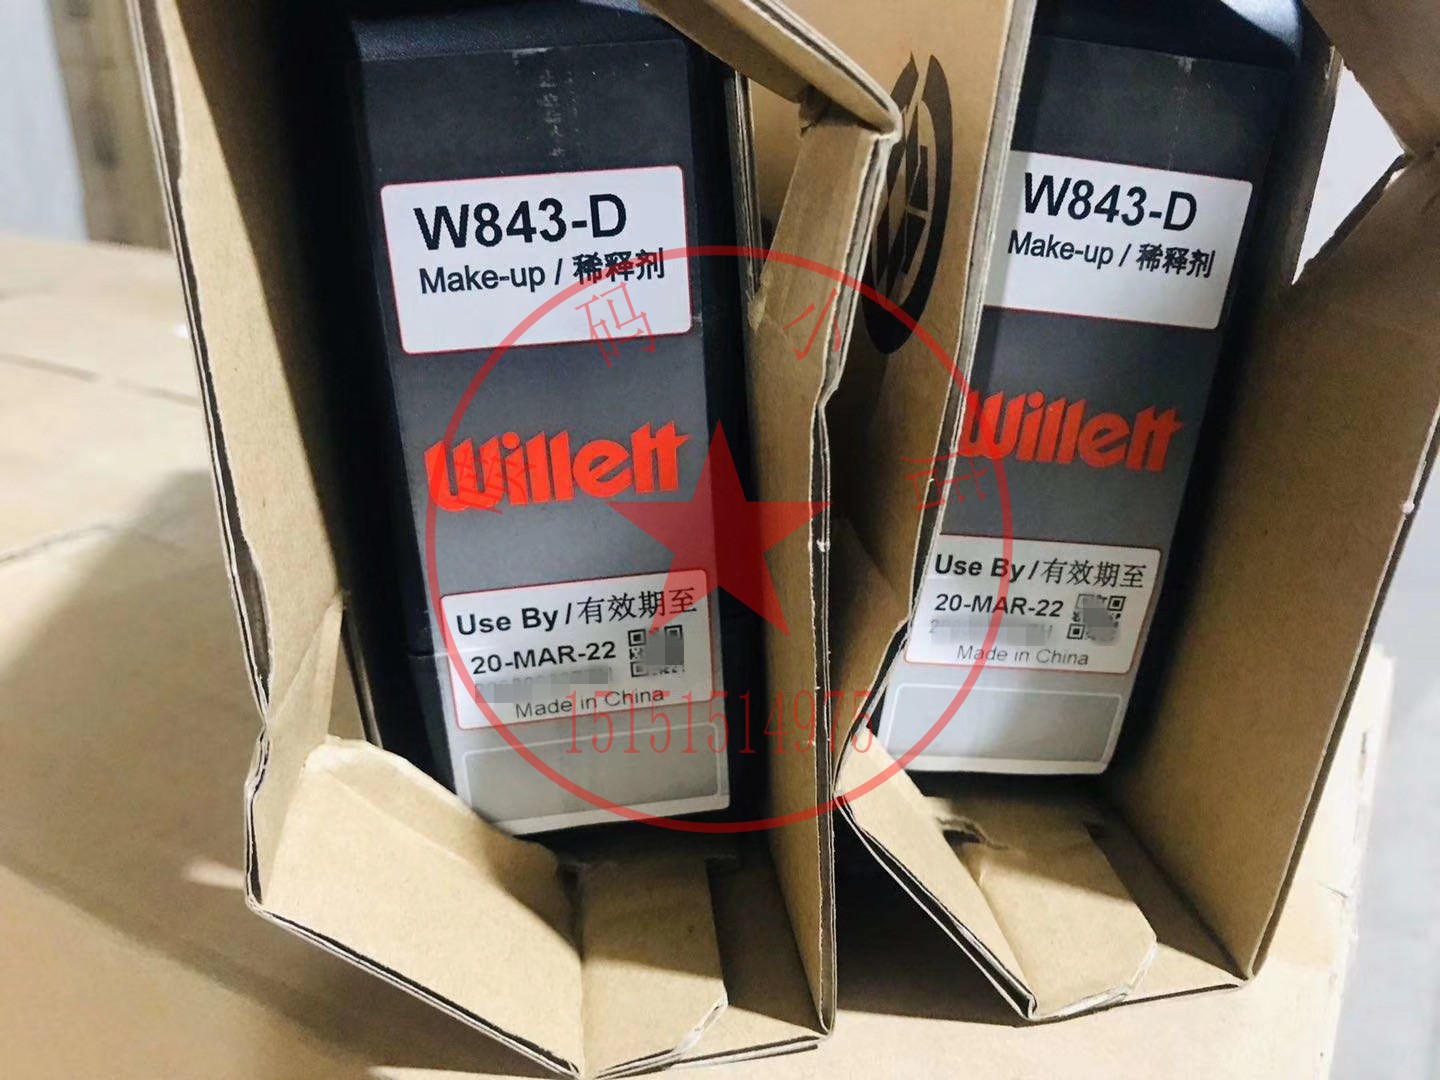 W843-D
Make-up / 稀释剂
Willett
Use By / 有效期至
20-MAR-22
Made in China
W843-D
Make-up / 稀释剂
Willett
Use By / 有效期至
20-MAR-22
Made in China
码 小
15151514975